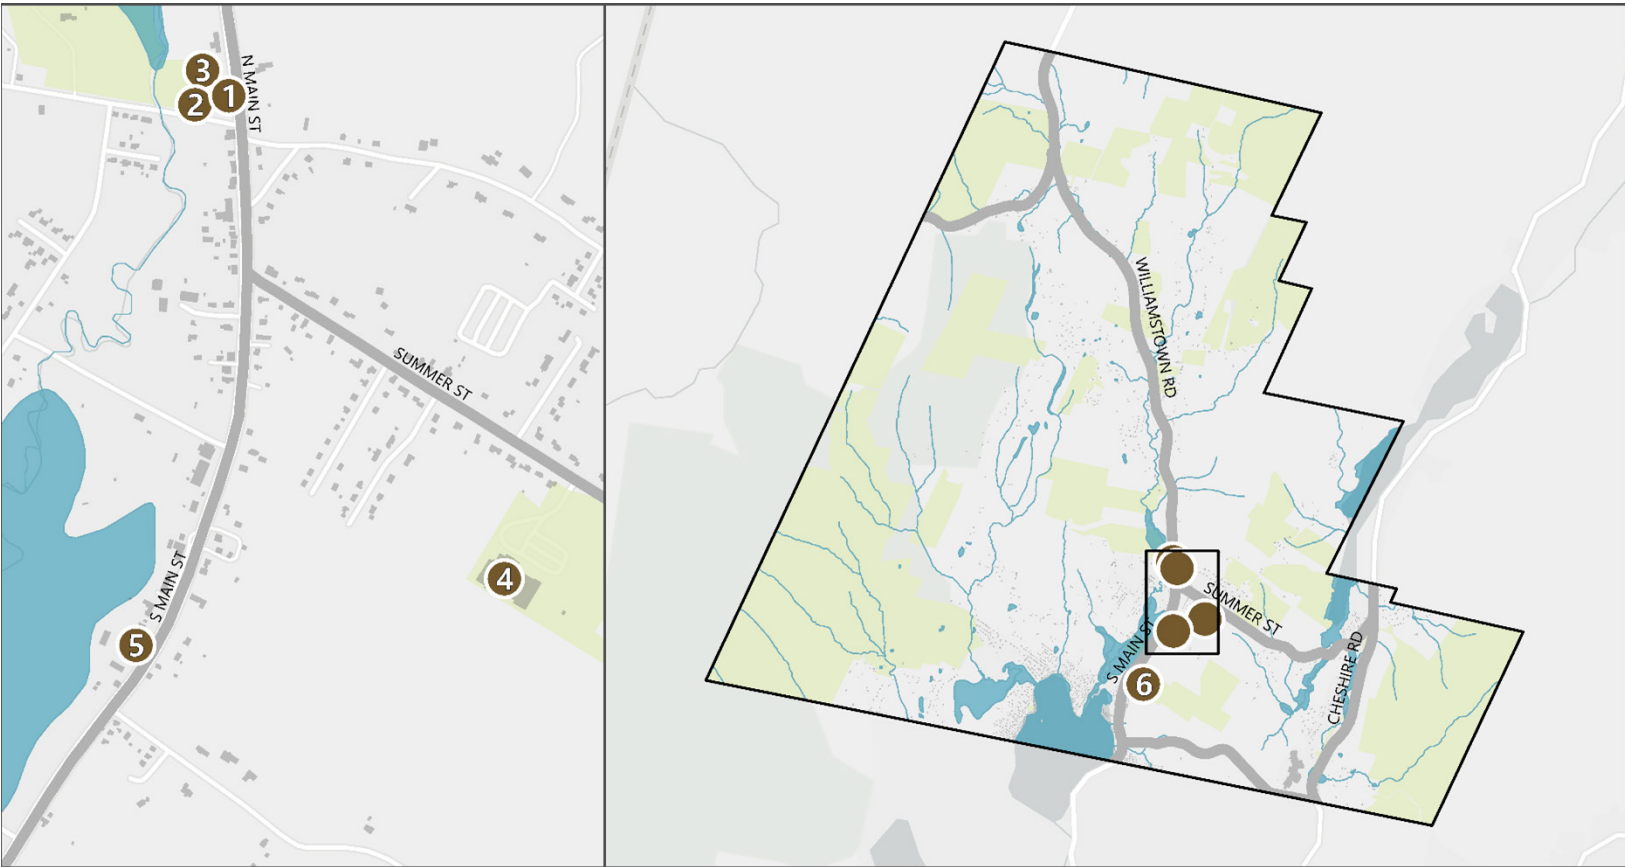 3
1
2
N MAIN ST
SUMMER ST
4
S MAIN ST
5
WILLIAMSTOWN RD
SUMMER ST
S MAIN ST
6
CHESHIRE RD